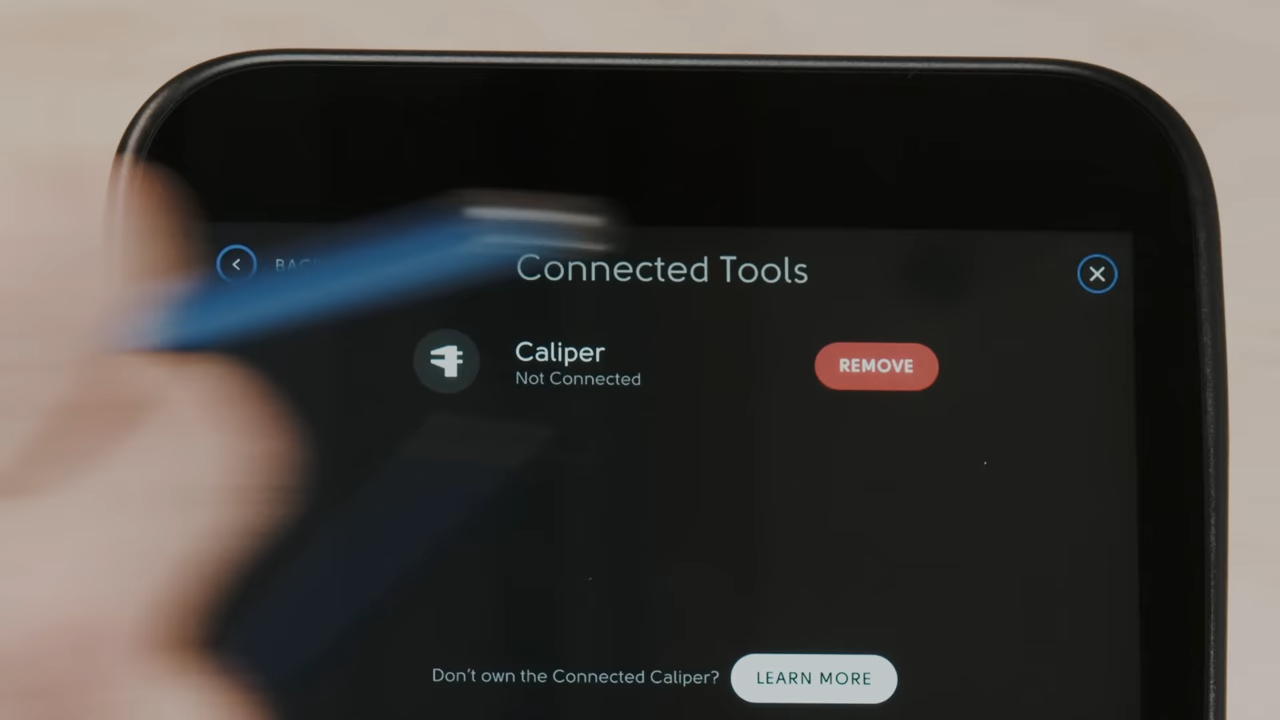 Connected Tools
Caliper
Not Connected
REMOVE
Don't own the Connected Caliper?
LEARN MORE